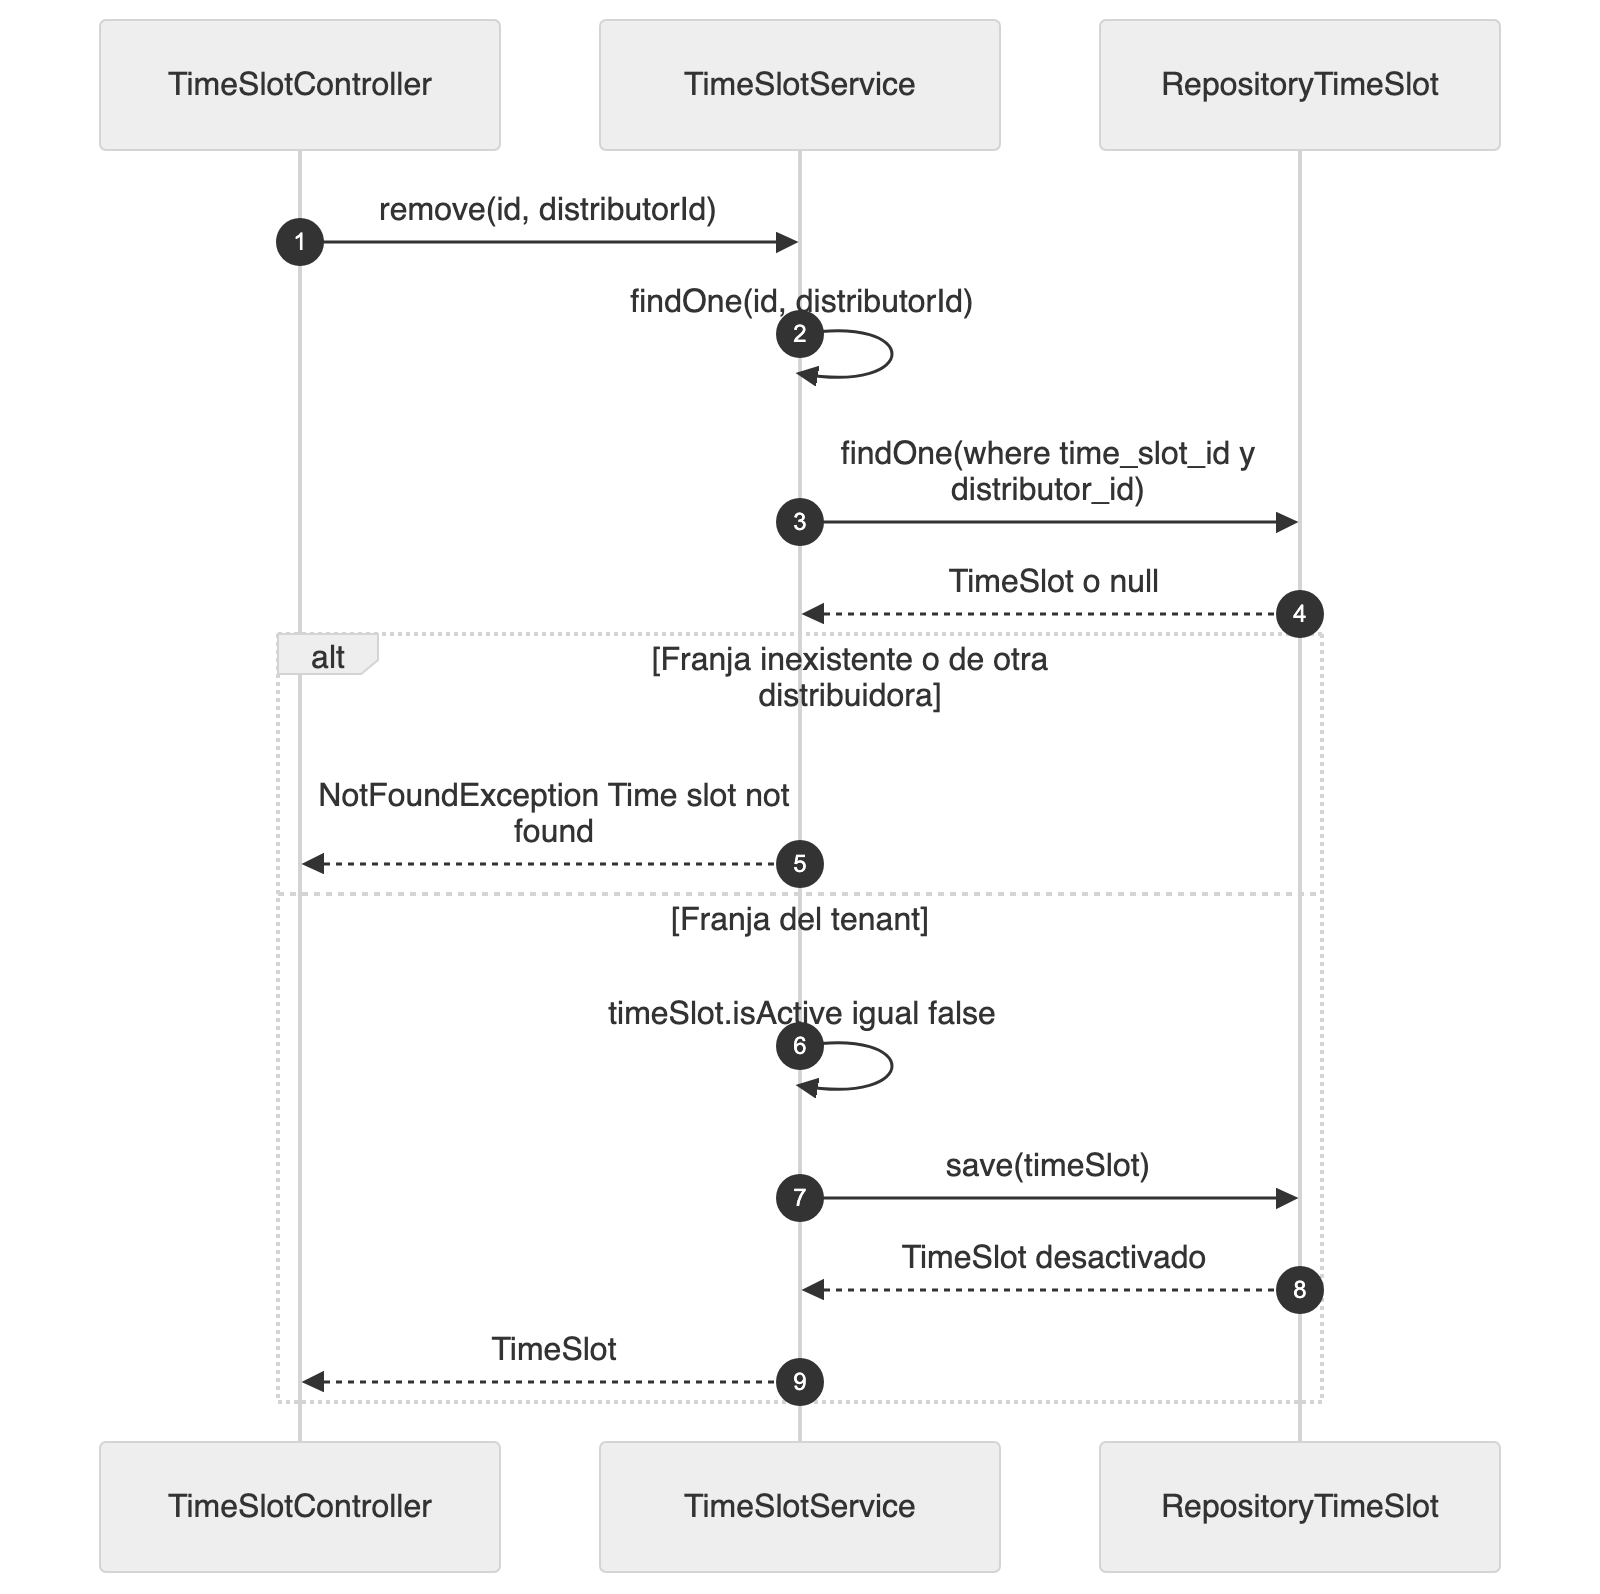 TimeSlotController
TimeSlotService
RepositoryTimeSlot
remove(id, distributorId)
1
findOne(id, distributorId)
2
findOne(where time_slot_id y
distributor_id)
3
TimeSlot o null
4
alt
[Franja inexistente o de otra
distribuidora]
NotFoundException Time slot not
found
5
[Franja del tenant]
timeSlot.isActive igual false
6
save(timeSlot)
7
TimeSlot desactivado
8
TimeSlot
9
TimeSlotController
TimeSlotService
RepositoryTimeSlot